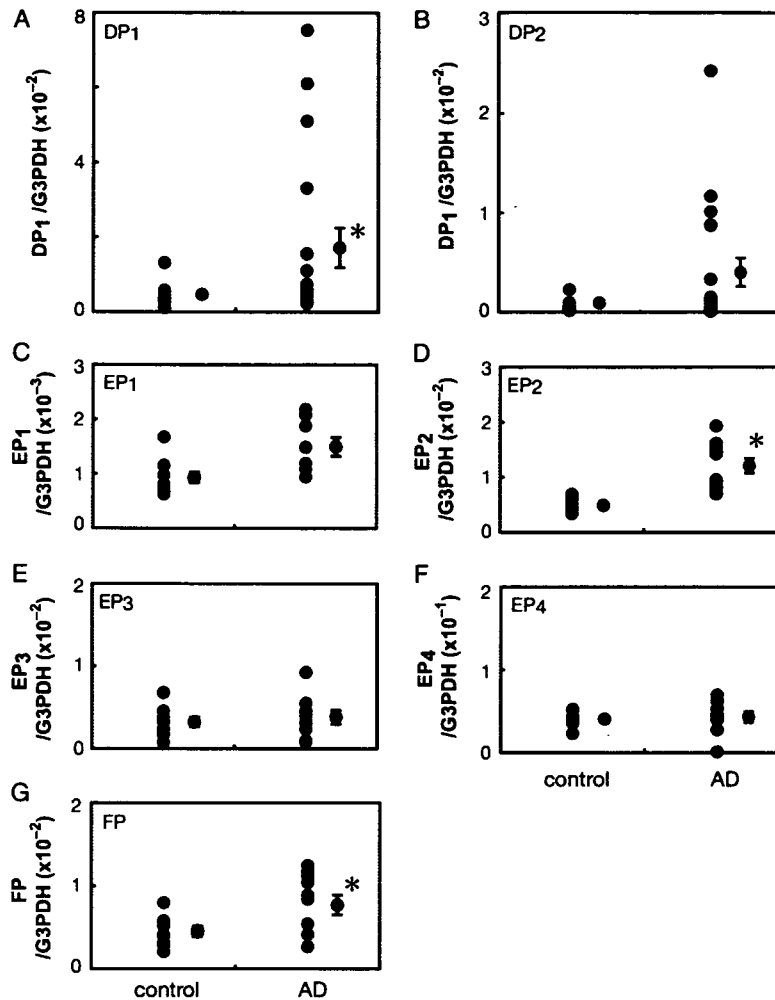 A
DP1
DP1 /G3PDH (x10⁻²)
8
4
0
*
B
DP2
DP1 /G3PDH (x10⁻²)
3
2
1
0
C
EP1
EP1
/G3PDH (x10⁻³)
3
2
1
0
D
EP2
EP2
/G3PDH (x10⁻²)
3
2
1
0
*
E
EP3
EP3
/G3PDH (x10⁻²)
2
1
0
F
EP4
EP4
/G3PDH (x10⁻¹)
2
1
0
control
AD
G
FP
FP
/G3PDH (x10⁻²)
2
1
0
*
control
AD